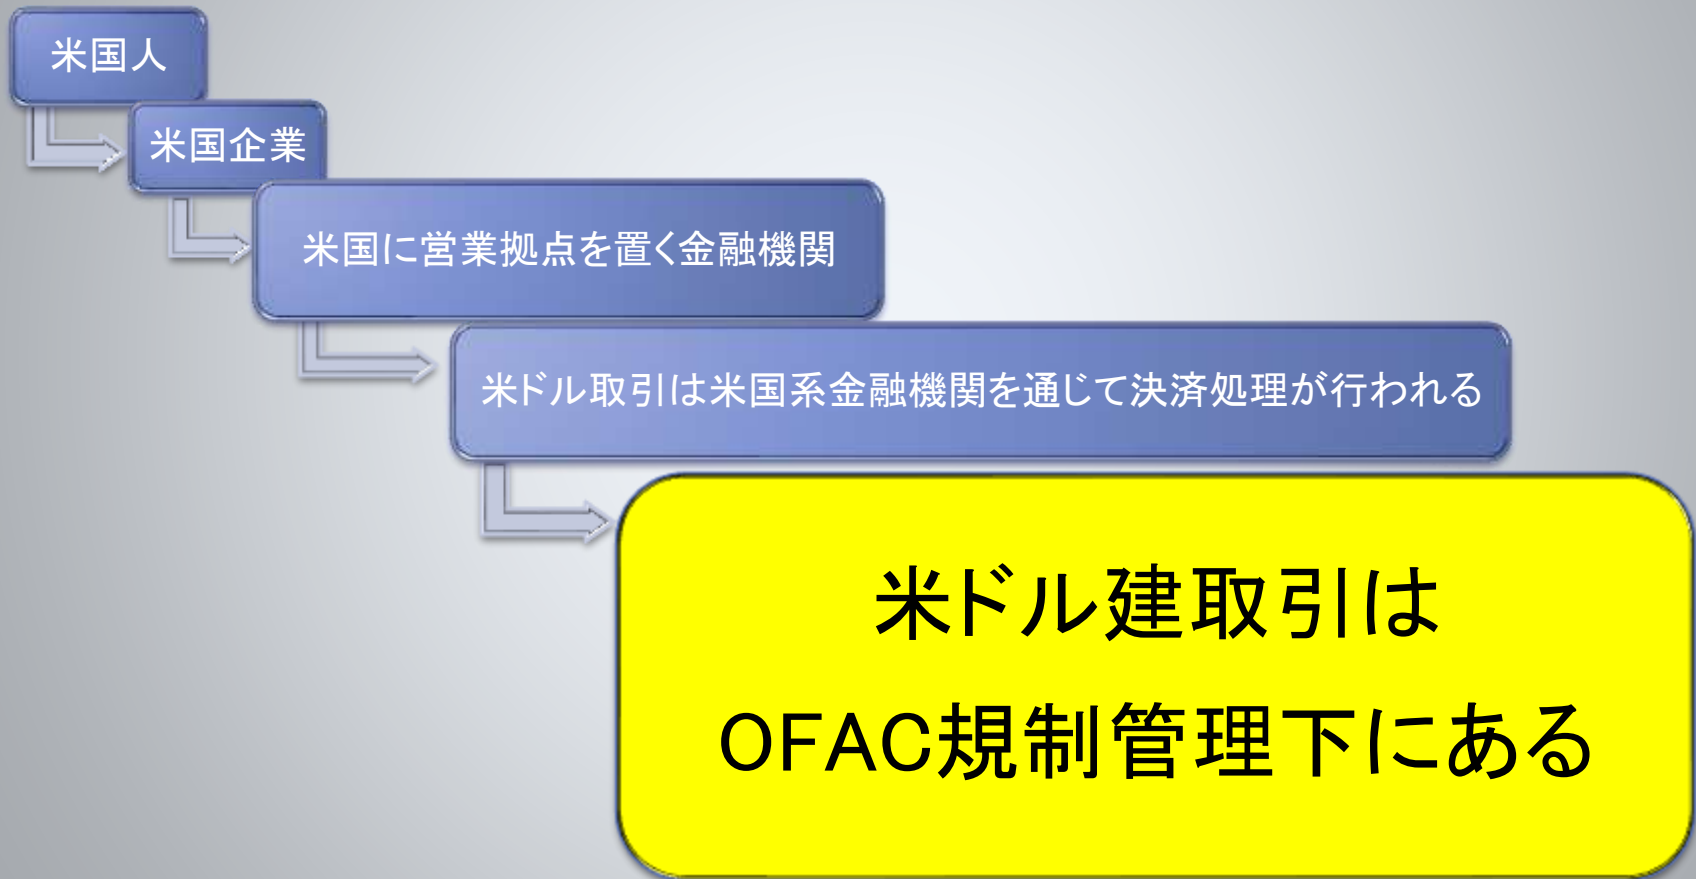 米国人
米国企業
米国に営業拠点を置く金融機関
米ドル取引は米国系金融機関を通じて決済処理が行われる
米ドル建取引は
OFAC規制管理下にある